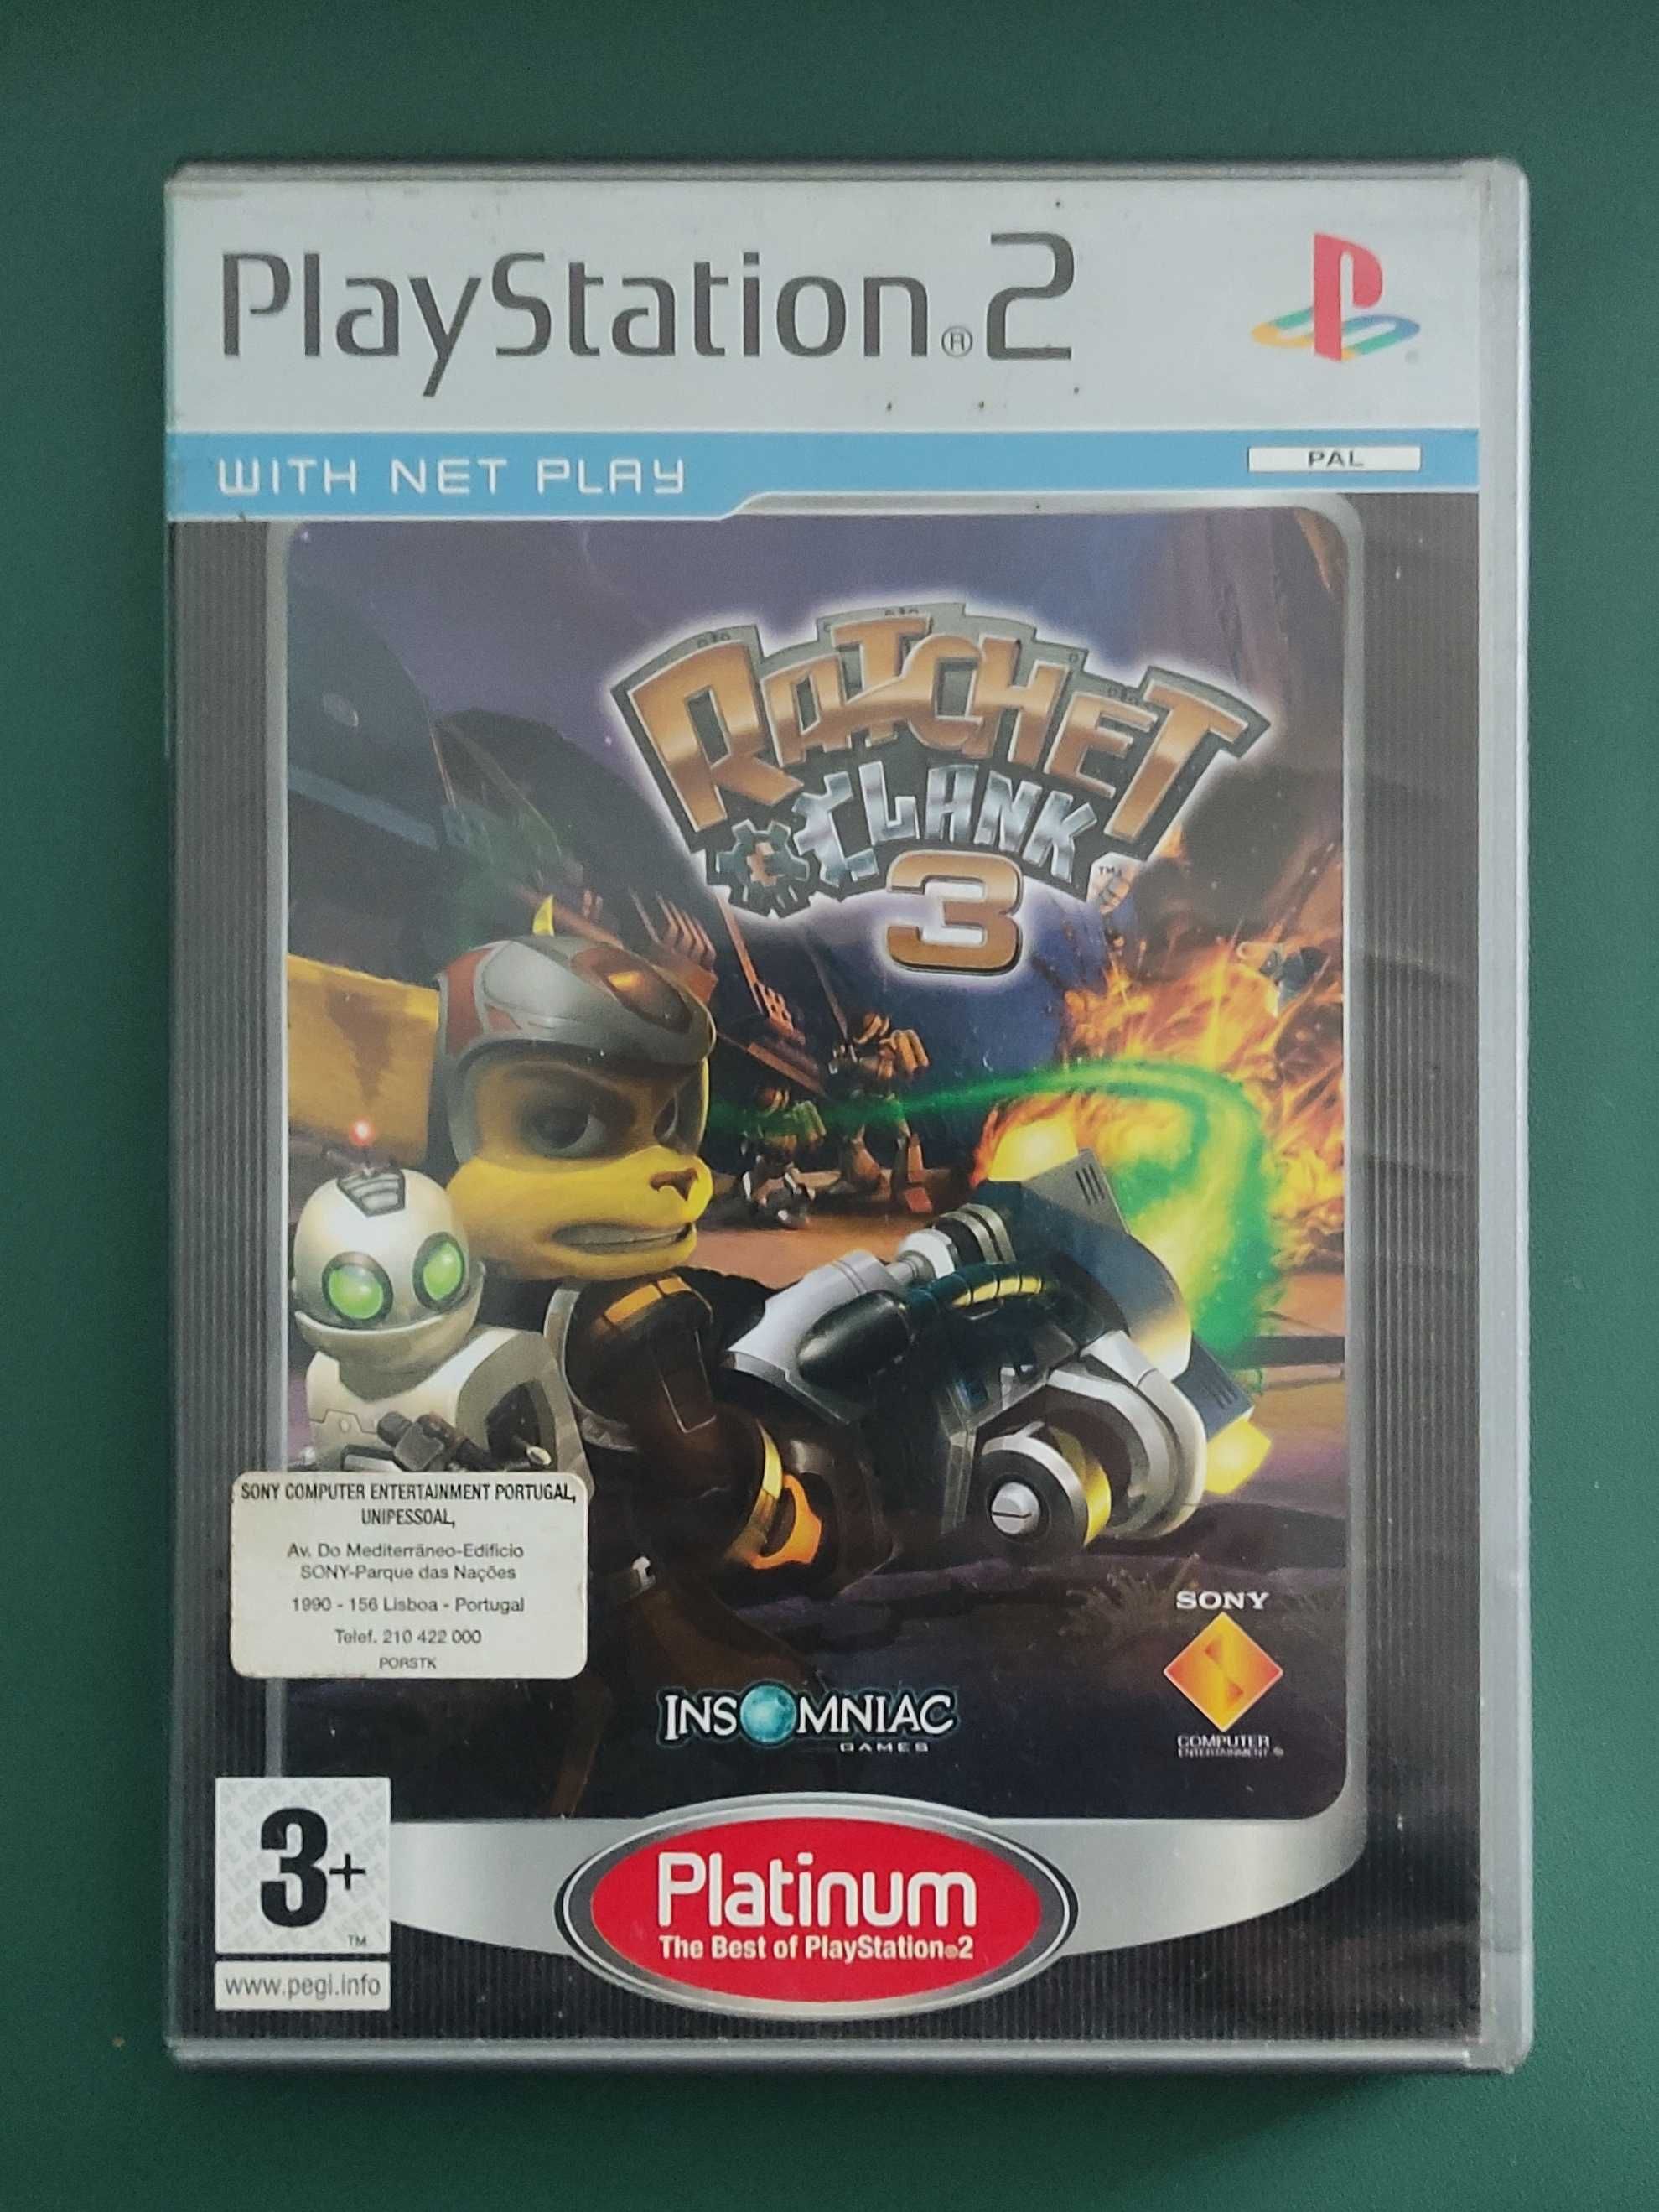 PlayStation®2
WITH NET PLAY
PAL
RATCHET
& CLANK
3
TM
SONY COMPUTER ENTERTAINMENT PORTUGAL,
UNIPESSOAL,
Av. Do Mediterrâneo-Edificio
SONY-Parque das Nações
1990 - 156 Lisboa - Portugal
Telef. 210 422 000
PORSTK
INSOMNIAC
GAMES
SONY
COMPUTER
ENTERTAINMENT ®
3+
TM
www.pegi.info
Platinum
The Best of PlayStation®2